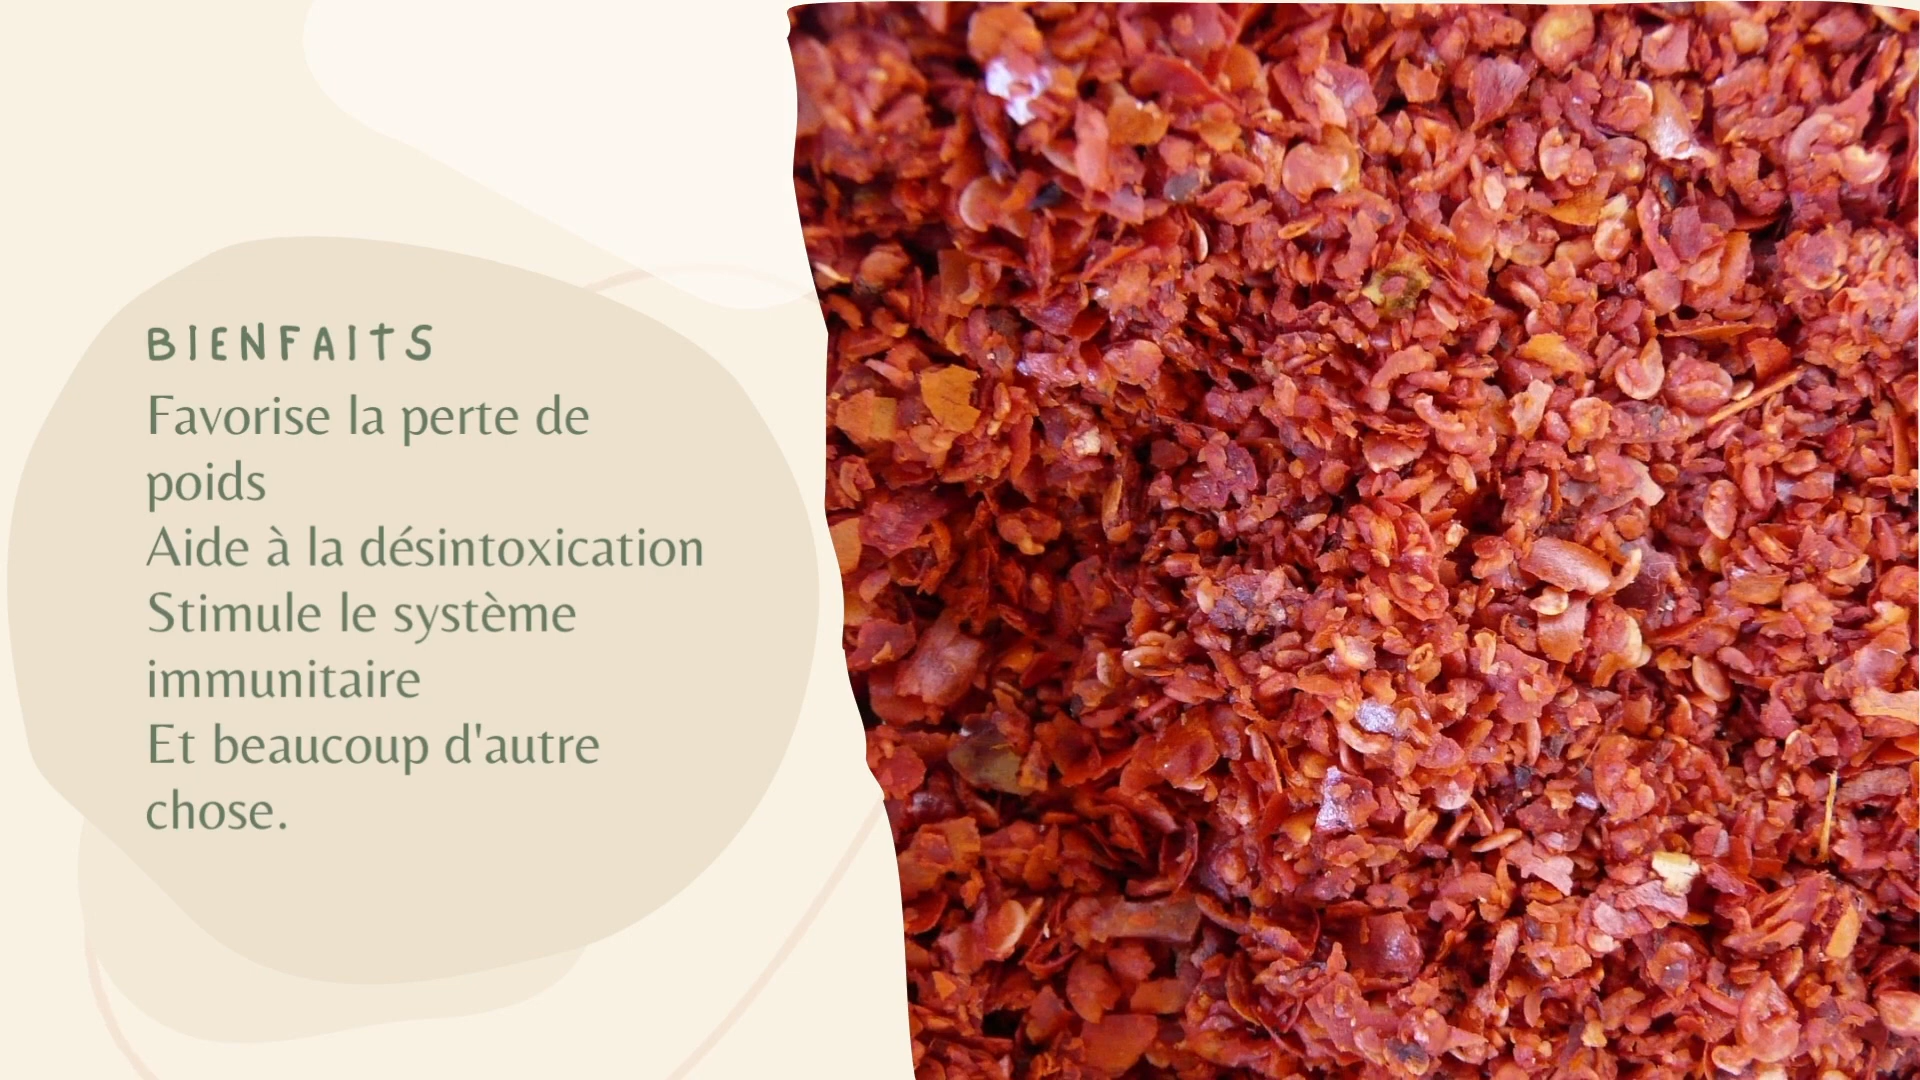 BIENFAITS
Favorise la perte de
poids
Aide à la désintoxication
Stimule le système
immunitaire
Et beaucoup d'autre
chose.